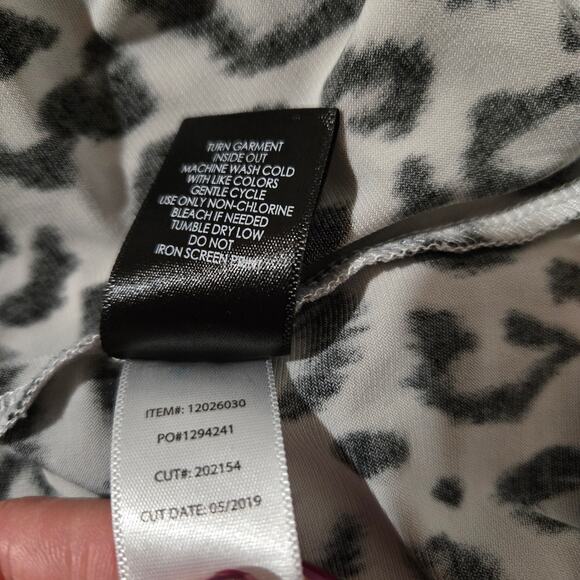 TURN GARMENT
INSIDE OUT
MACHINE WASH COLD
WITH LIKE COLORS
GENTLE CYCLE
USE ONLY NON-CHLORINE
BLEACH IF NEEDED
TUMBLE DRY LOW
DO NOT
IRON SCREEN PRINT
ITEM#: 12026030
PO#1294241
CUT#: 202154
CUT DATE: 05/2019